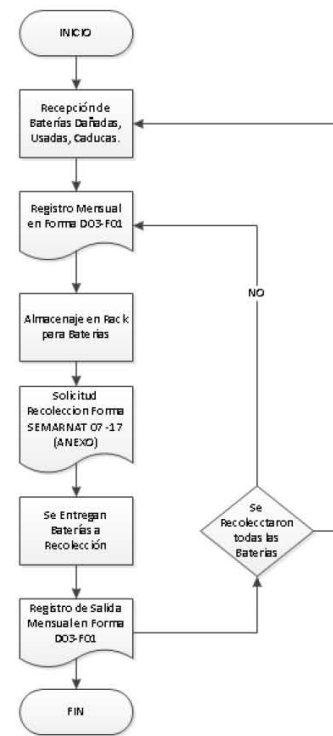 INICIO
Recepción de
Baterías Dañadas,
Usadas, Caducas.
Registro Mensual
en Forma D03-F01
NO
Almacenaje en Rack
para Baterías
Solicitud
Recoleccion Forma
SEMARNAT 07-17
(ANEXO)
Se Entregan
Baterías a
Recolección
Se
Recolecctaron
todas las
Baterías
Registro de Salida
Mensual en Forma
D03-F01
FIN